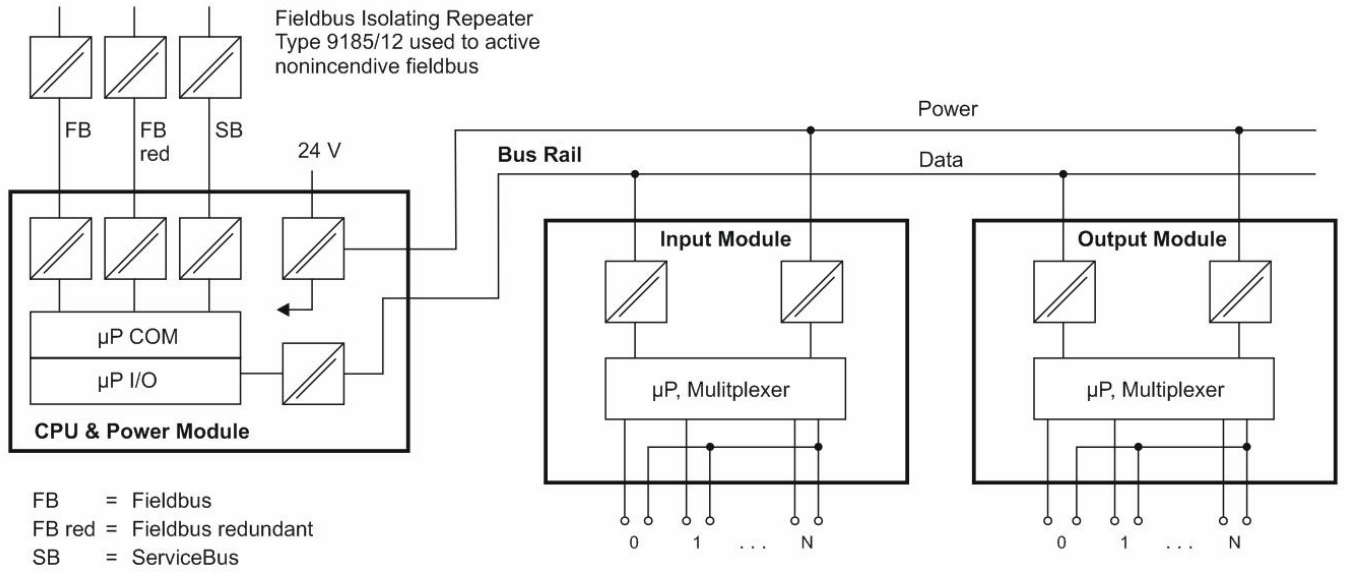 Fieldbus Isolating Repeater
Type 9185/12 used to active
nonincendive fieldbus
FB
FB
red
SB
24 V
Power
Bus Rail
Data
µP COM
µP I/O
CPU & Power Module
Input Module
µP, Mulitplexer
0 1 . . . N
Output Module
µP, Multiplexer
0 1 . . . N
FB = Fieldbus
FB red = Fieldbus redundant
SB = ServiceBus